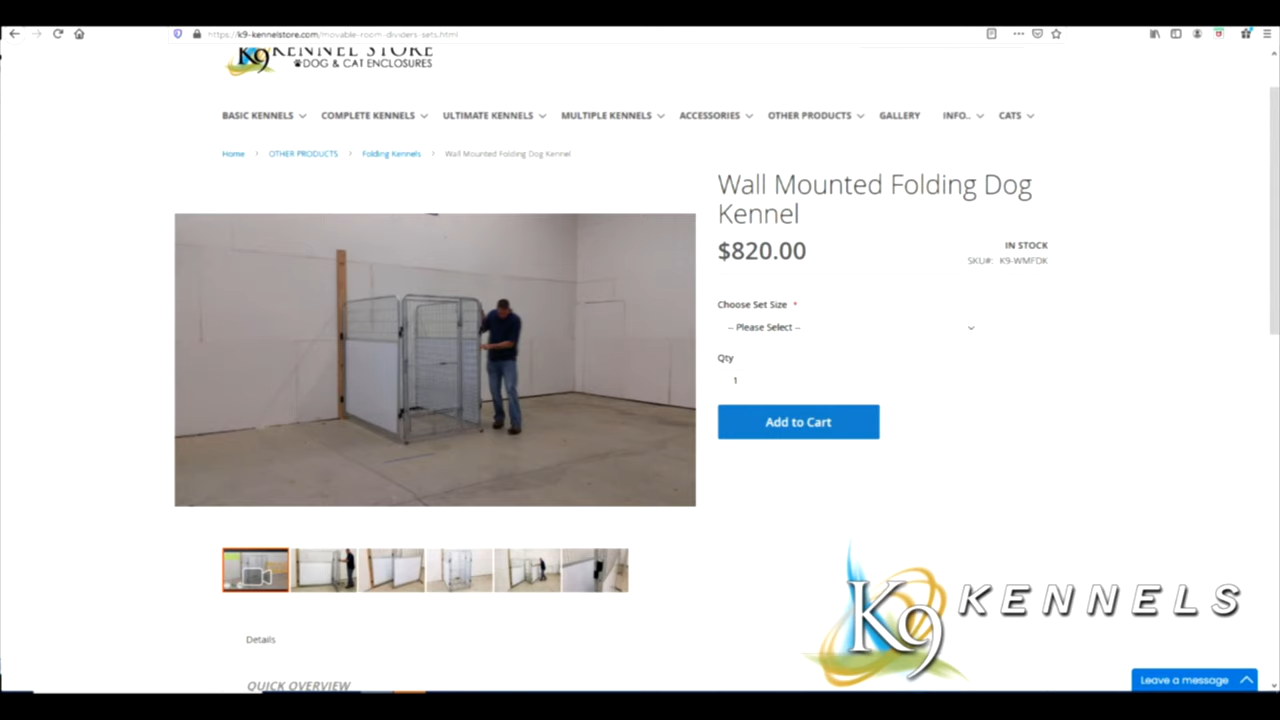 https://k9-kennelstore.com/movable-room-dividers-sets.html
K9 KENNEL STORE
DOG & CAT ENCLOSURES
BASIC KENNELS
COMPLETE KENNELS
ULTIMATE KENNELS
MULTIPLE KENNELS
ACCESSORIES
OTHER PRODUCTS
GALLERY
INFO..
CATS
Home > OTHER PRODUCTS > Folding Kennels > Wall Mounted Folding Dog Kennel
Wall Mounted Folding Dog
Kennel
$820.00
IN STOCK
SKU#: K9-WMFDK
Choose Set Size *
-- Please Select --
Qty
1
Add to Cart
Details
QUICK OVERVIEW
K9 KENNELS
Leave a message